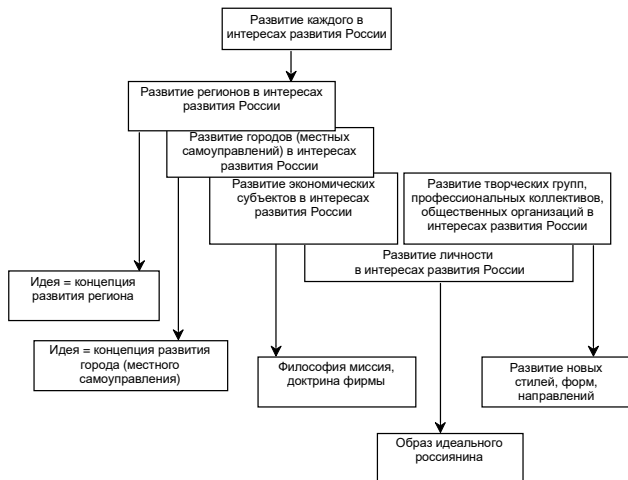 Развитие каждого в
интересах развития России
Развитие регионов в интересах
развития России
Развитие городов (местных
самоуправлений) в интересах
развития России
Развитие экономических
субъектов в интересах
развития России
Развитие творческих групп,
профессиональных коллективов,
общественных организаций в
интересах развития России
Развитие личности
в интересах развития России
Идея = концепция
развития региона
Идея = концепция развития
города (местного
самоуправления)
Философия миссия,
доктрина фирмы
Развитие новых
стилей, форм,
направлений
Образ идеального
россиянина